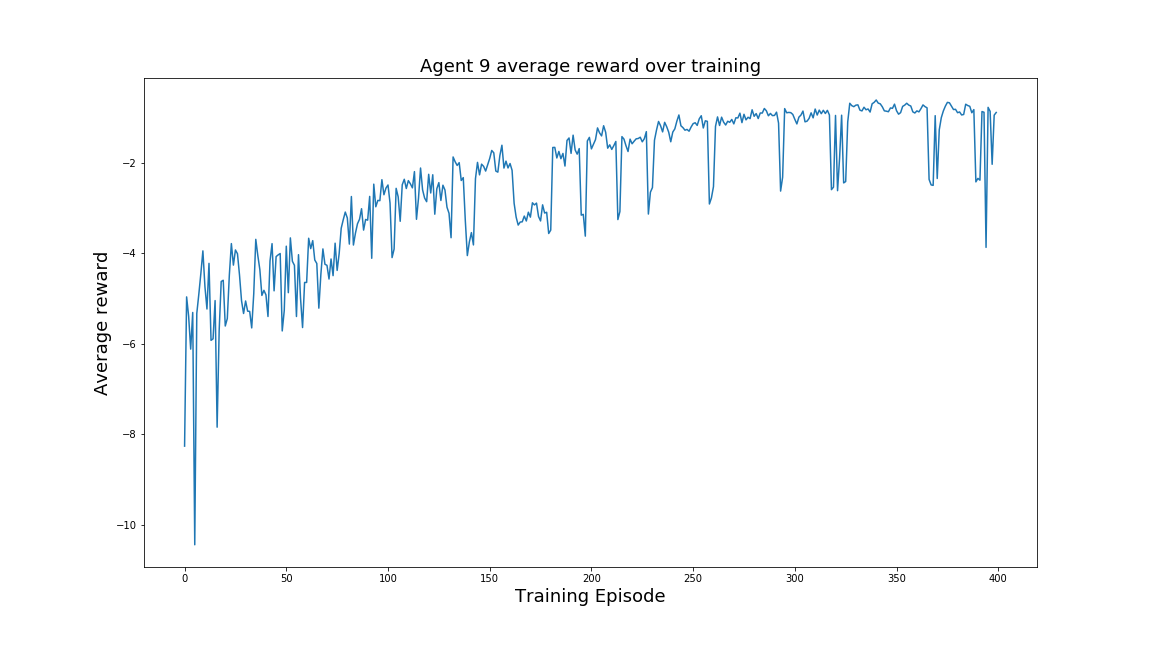 Agent 9 average reward over training
Average reward
−2
−4
−6
−8
−10
0 50 100 150 200 250 300 350 400
Training Episode